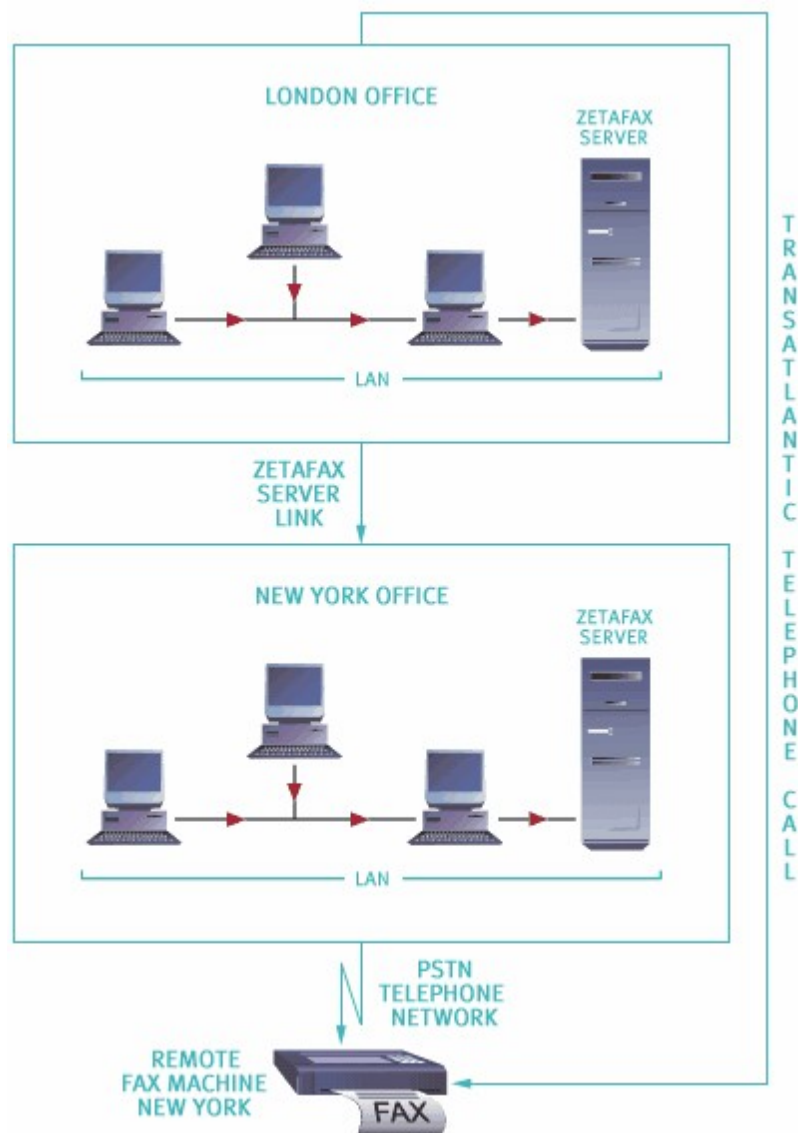 LONDON OFFICE
ZETAFAX
SERVER
LAN
ZETAFAX
SERVER
LINK
NEW YORK OFFICE
ZETAFAX
SERVER
LAN
PSTN
TELEPHONE
NETWORK
REMOTE
FAX MACHINE
NEW YORK
FAX
TRANSATLANTIC TELEPHONE CALL